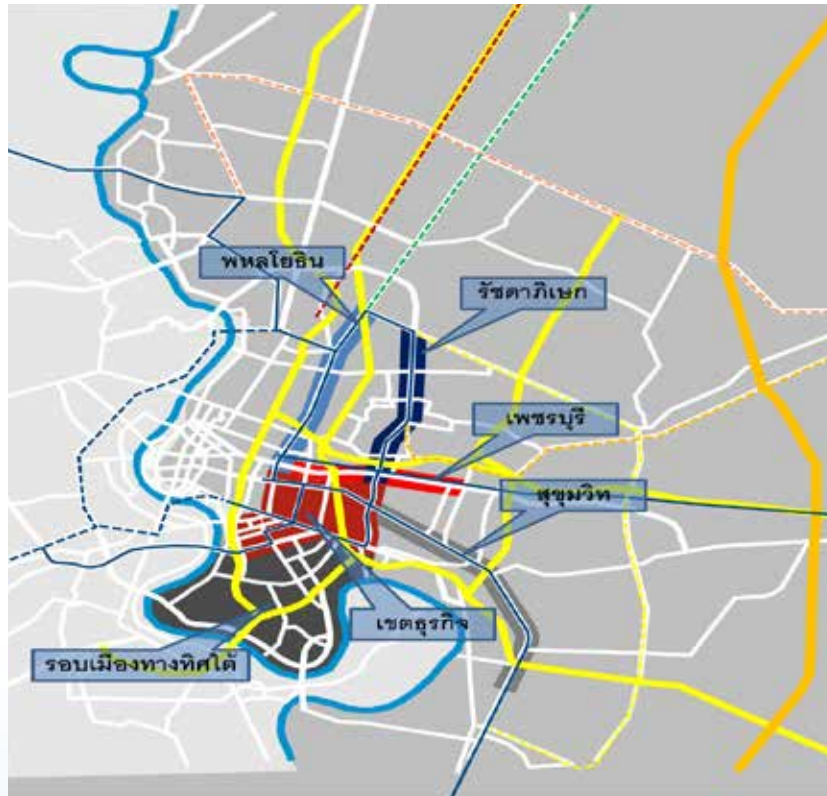 พหลโยธิน
รัชดาภิเษก
เพชรบุรี
สุขุมวิท
เขตธุรกิจ
รอบเมืองทางทิศใต้